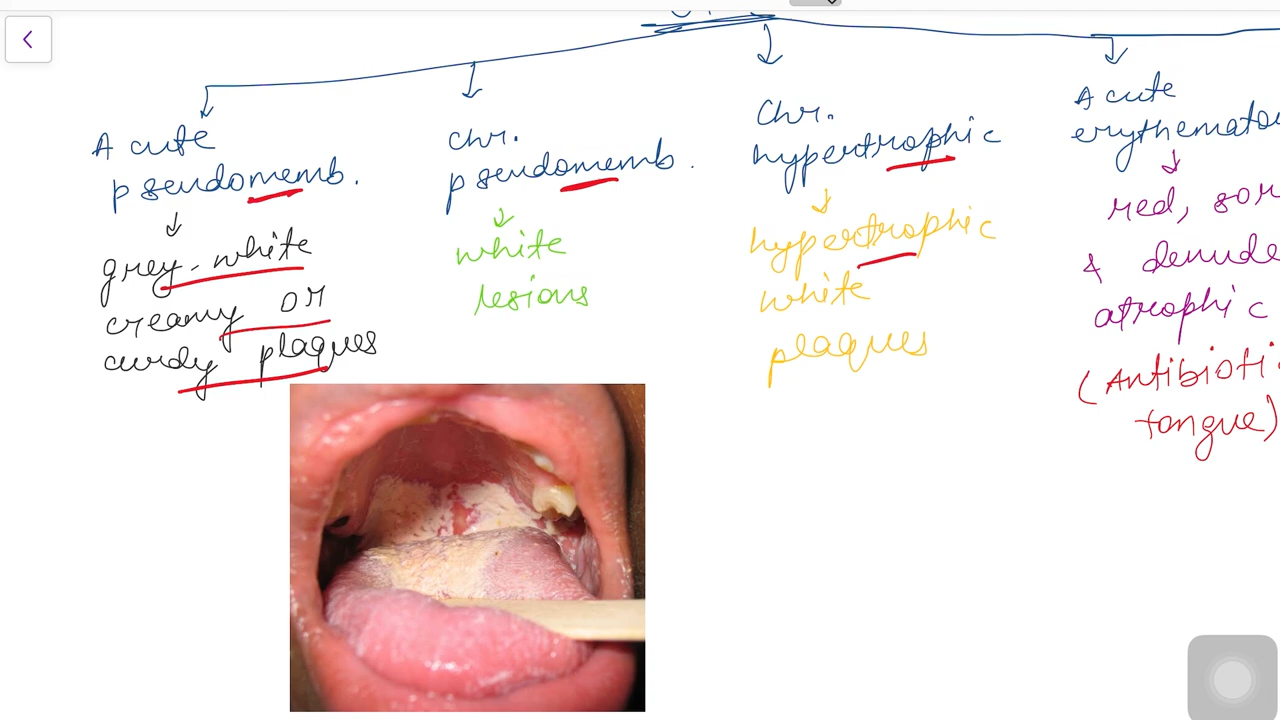 Acute
pseudomemb.
grey-white
creamy or
curdy plaques
chr.
pseudomemb.
white
lesions
Chr.
hypertrophic
hypertrophic
white
plaques
Acute
erythemato
red, sor
& denude
atrophic
(Antibioti
tongue)